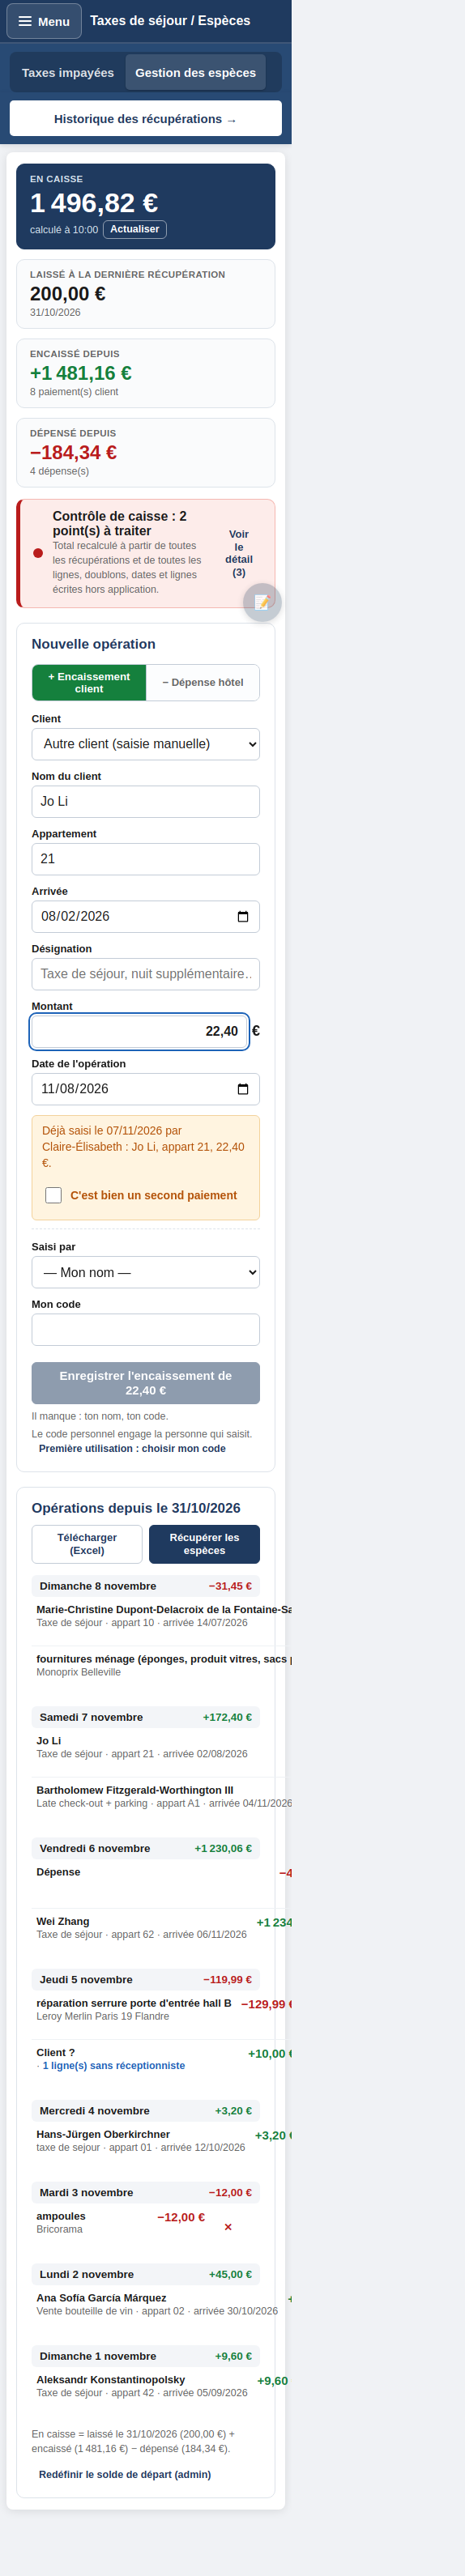 Menu
Taxes de séjour / Espèces
Taxes impayées
Gestion des espèces
Historique des récupérations →
EN CAISSE
1 496,82 €
calculé à 10:00 Actualiser
LAISSÉ À LA DERNIÈRE RÉCUPÉRATION
200,00 €
31/10/2026
ENCAISSÉ DEPUIS
+1 481,16 €
8 paiement(s) client
DÉPENSÉ DEPUIS
−184,34 €
4 dépense(s)
Contrôle de caisse : 2
point(s) à traiter
Total recalculé à partir de toutes
les récupérations et de toutes les
lignes, doublons, dates et lignes
écrites hors application.
Voir
le
détail
(3)
Nouvelle opération
+ Encaissement
client
− Dépense hôtel
Client
Autre client (saisie manuelle)
Nom du client
Jo Li
Appartement
21
Arrivée
08/02/2026
Désignation
Taxe de séjour, nuit supplémentaire…
Montant
22,40 €
Date de l'opération
11/08/2026
Déjà saisi le 07/11/2026 par
Claire-Élisabeth : Jo Li, appart 21, 22,40
€.
C'est bien un second paiement
Saisi par
— Mon nom —
Mon code
Enregistrer l'encaissement de
22,40 €
Il manque : ton nom, ton code.
Le code personnel engage la personne qui saisit.
Première utilisation : choisir mon code
Opérations depuis le 31/10/2026
Télécharger
(Excel)
Récupérer les
espèces
Dimanche 8 novembre −31,45 €
Marie-Christine Dupont-Delacroix de la Fontaine-Sa
Taxe de séjour · appart 10 · arrivée 14/07/2026
fournitures ménage (éponges, produit vitres, sacs
Monoprix Belleville
Samedi 7 novembre +172,40 €
Jo Li
Taxe de séjour · appart 21 · arrivée 02/08/2026
Bartholomew Fitzgerald-Worthington III
Late check-out + parking · appart A1 · arrivée 04/11/2026
Vendredi 6 novembre +1 230,06 €
Dépense −4
Wei Zhang +1 234
Taxe de séjour · appart 62 · arrivée 06/11/2026
Jeudi 5 novembre −119,99 €
réparation serrure porte d'entrée hall B −129,99 €
Leroy Merlin Paris 19 Flandre
Client ? +10,00 €
· 1 ligne(s) sans réceptionniste
Mercredi 4 novembre +3,20 €
Hans-Jürgen Oberkirchner +3,20 €
taxe de sejour · appart 01 · arrivée 12/10/2026
Mardi 3 novembre −12,00 €
ampoules −12,00 €
Bricorama ×
Lundi 2 novembre +45,00 €
Ana Sofía García Márquez +
Vente bouteille de vin · appart 02 · arrivée 30/10/2026
Dimanche 1 novembre +9,60 €
Aleksandr Konstantinopolsky +9,60
Taxe de séjour · appart 42 · arrivée 05/09/2026
En caisse = laissé le 31/10/2026 (200,00 €) +
encaissé (1 481,16 €) − dépensé (184,34 €).
Redéfinir le solde de départ (admin)